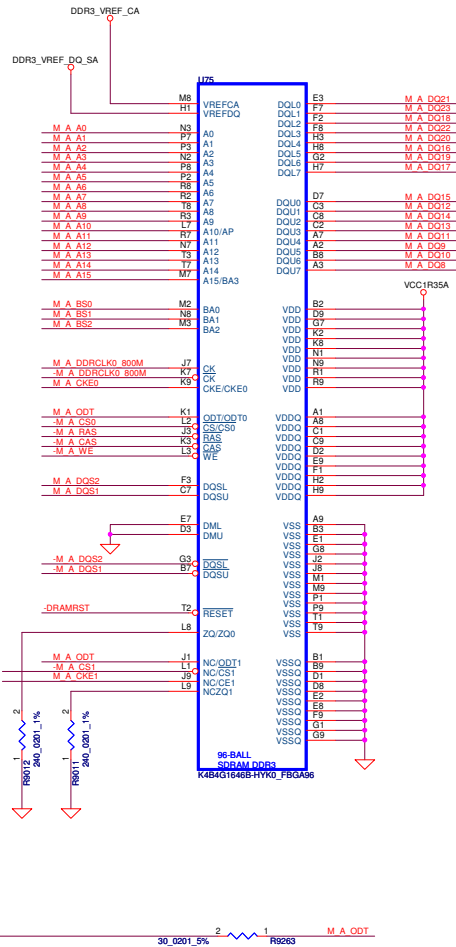 DDR3_VREF_CA
DDR3_VREF_DQ_SA
U75
M8 VREFCA
H1 VREFDQ
M_A_A0 N3 A0
M_A_A1 P7 A1
M_A_A2 P3 A2
M_A_A3 N2 A3
M_A_A4 P8 A4
M_A_A5 P2 A5
M_A_A6 R8 A6
M_A_A7 R2 A7
M_A_A8 T8 A8
M_A_A9 R3 A9
M_A_A10 L7 A10/AP
M_A_A11 R7 A11
M_A_A12 N7 A12
M_A_A13 T3 A13
M_A_A14 T7 A14
M_A_A15 M7 A15/BA3
M_A_BS0 M2 BA0
M_A_BS1 N8 BA1
M_A_BS2 M3 BA2
M_A_DDRCLK0_800M J7 CK
-M_A_DDRCLK0_800M K7 CK
M_A_CKE0 K9 CKE/CKE0
M_A_ODT K1 ODT/ODT0
-M_A_CS0 L2 CS/CS0
-M_A_RAS J3 RAS
-M_A_CAS K3 CAS
-M_A_WE L3 WE
M_A_DQS2 F3 DQSL
M_A_DQS1 C7 DQSU
E7 DML
D3 DMU
-M_A_DQS2 G3 DQSL
-M_A_DQS1 B7 DQSU
-DRAMRST T2 RESET
L8 ZQ/ZQ0
M_A_ODT J1 NC/ODT1
-M_A_CS1 L1 NC/CS1
M_A_CKE1 J9 NC/CE1
L9 NCZQ1
DQL0 E3 M_A_DQ21
DQL1 F7 M_A_DQ23
DQL2 F2 M_A_DQ18
DQL3 F8 M_A_DQ22
DQL4 H3 M_A_DQ20
DQL5 H8 M_A_DQ16
DQL6 G2 M_A_DQ19
DQL7 H7 M_A_DQ17
DQU0 D7 M_A_DQ15
DQU1 C3 M_A_DQ12
DQU2 C8 M_A_DQ14
DQU3 C2 M_A_DQ13
DQU4 A7 M_A_DQ11
DQU5 A2 M_A_DQ9
DQU6 B8 M_A_DQ10
DQU7 A3 M_A_DQ8
VCC1R35A
VDD B2
VDD D9
VDD G7
VDD K2
VDD K8
VDD N1
VDD N9
VDD R1
VDD R9
VDDQ A1
VDDQ A8
VDDQ C1
VDDQ C9
VDDQ D2
VDDQ E9
VDDQ F1
VDDQ H2
VDDQ H9
VSS A9
VSS B3
VSS E1
VSS G8
VSS J2
VSS J8
VSS M1
VSS M9
VSS P1
VSS P9
VSS T1
VSS T9
VSSQ B1
VSSQ B9
VSSQ D1
VSSQ D8
VSSQ E2
VSSQ E8
VSSQ F9
VSSQ G1
VSSQ G9
2 1 R9012 240_0201_1%
2 1 R9011 240_0201_1%
96-BALL
SDRAM DDR3
K4B4G1646B-HYK0_FBGA96
2 1 M_A_ODT
30_0201_5% R9263